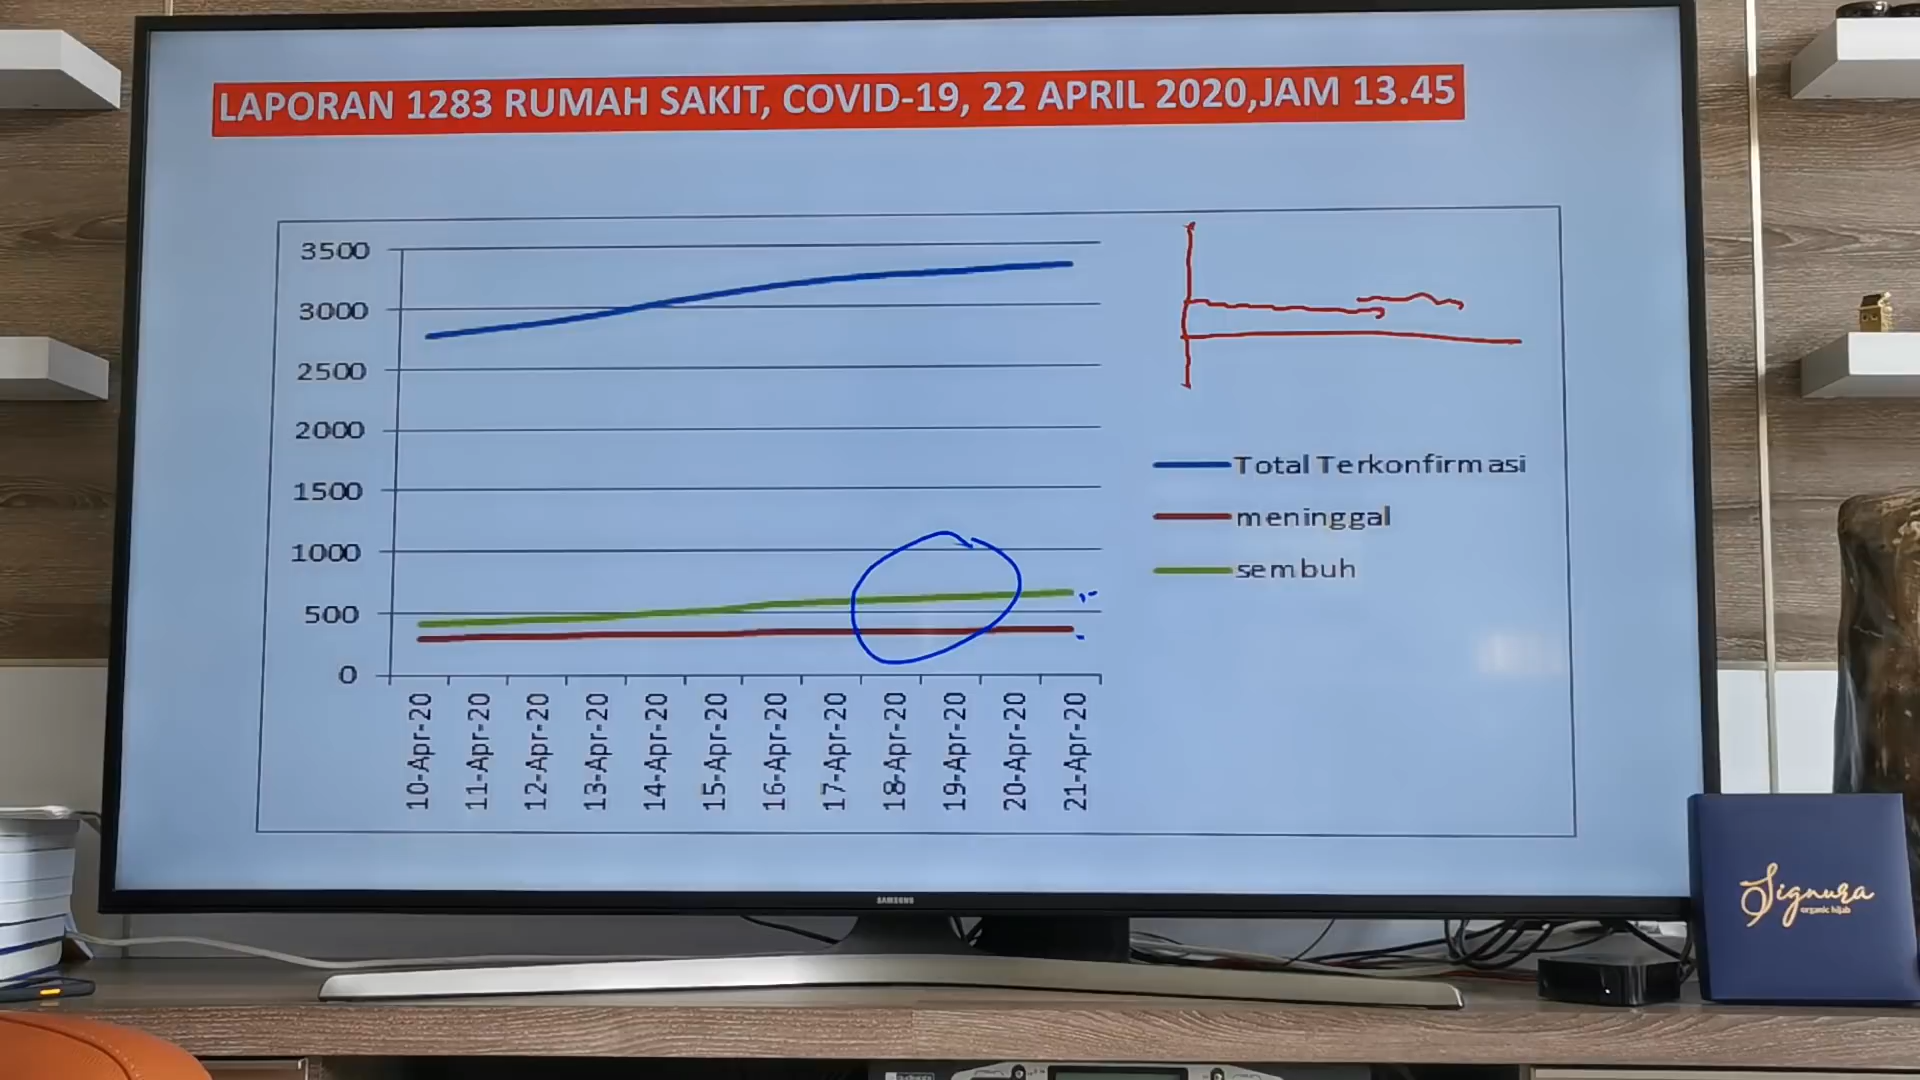 LAPORAN 1283 RUMAH SAKIT, COVID-19, 22 APRIL 2020,JAM 13.45
3500
3000
2500
2000
1500
1000
500
0
10-Apr-20
11-Apr-20
12-Apr-20
13-Apr-20
14-Apr-20
15-Apr-20
16-Apr-20
17-Apr-20
18-Apr-20
19-Apr-20
20-Apr-20
21-Apr-20
Total Terkonfirmasi
meninggal
sembuh
SAMSUNG
Signura
organic hijab